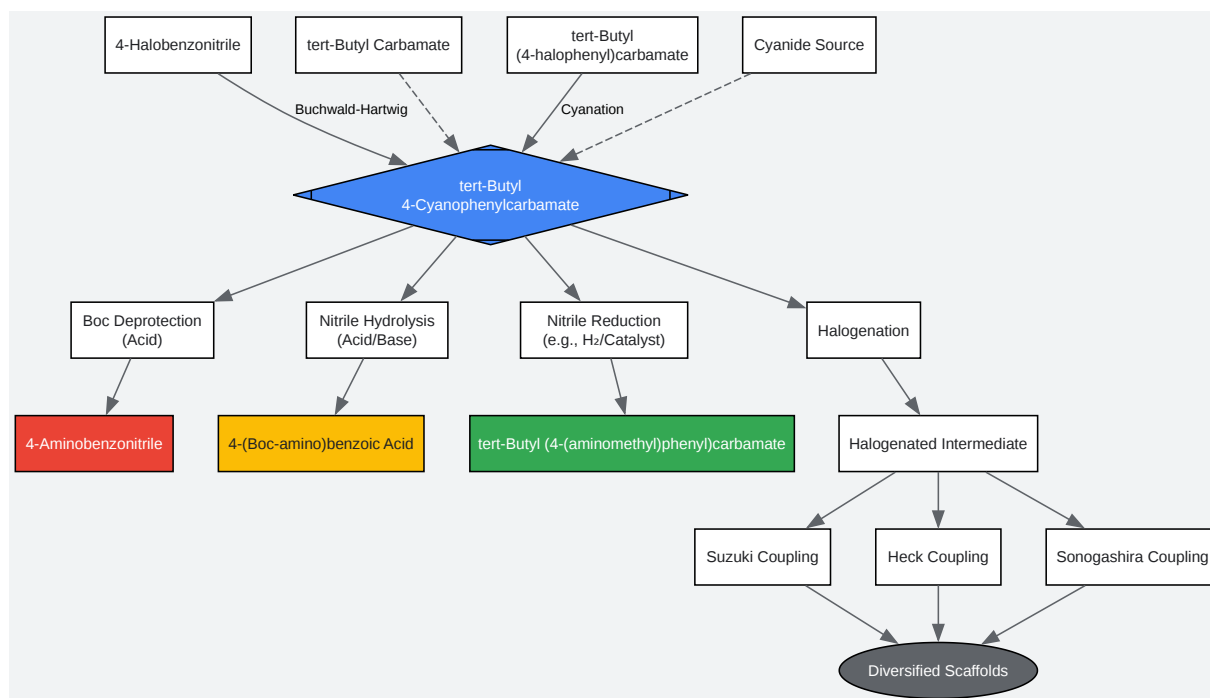 4-Halobenzonitrile
tert-Butyl Carbamate
tert-Butyl
(4-halophenyl)carbamate
Cyanide Source
Buchwald-Hartwig
Cyanation
tert-Butyl
4-Cyanophenylcarbamate
Boc Deprotection
(Acid)
Nitrile Hydrolysis
(Acid/Base)
Nitrile Reduction
(e.g., H₂/Catalyst)
Halogenation
4-Aminobenzonitrile
4-(Boc-amino)benzoic Acid
tert-Butyl (4-(aminomethyl)phenyl)carbamate
Halogenated Intermediate
Suzuki Coupling
Heck Coupling
Sonogashira Coupling
Diversified Scaffolds